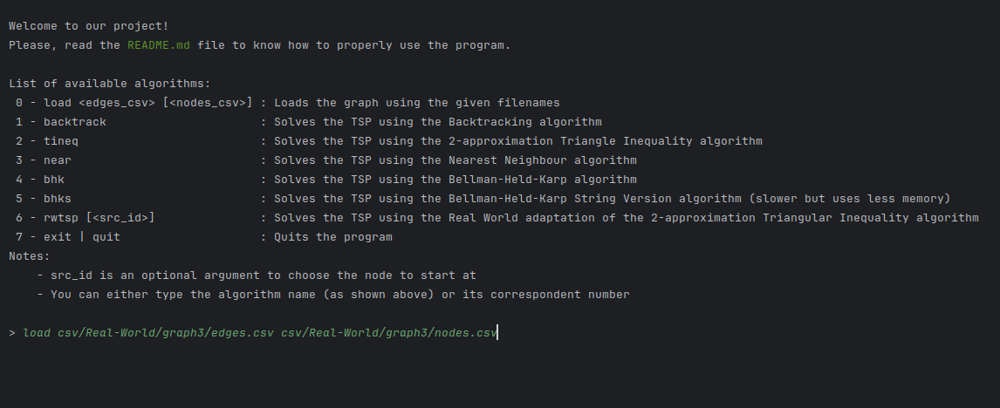 Welcome to our project!
Please, read the README.md file to know how to properly use the program.
List of available algorithms:
0 - load <edges_csv> [<nodes_csv>] : Loads the graph using the given filenames
1 - backtrack : Solves the TSP using the Backtracking algorithm
2 - tineq : Solves the TSP using the 2-approximation Triangle Inequality algorithm
3 - near : Solves the TSP using the Nearest Neighbour algorithm
4 - bhk : Solves the TSP using the Bellman-Held-Karp algorithm
5 - bhks : Solves the TSP using the Bellman-Held-Karp String Version algorithm (slower but uses less memory)
6 - rwtsp [<src_id>] : Solves the TSP using the Real World adaptation of the 2-approximation Triangular Inequality algorithm
7 - exit | quit : Quits the program
Notes:
- src_id is an optional argument to choose the node to start at
- You can either type the algorithm name (as shown above) or its correspondent number
> load csv/Real-World/graph3/edges.csv csv/Real-World/graph3/nodes.csv